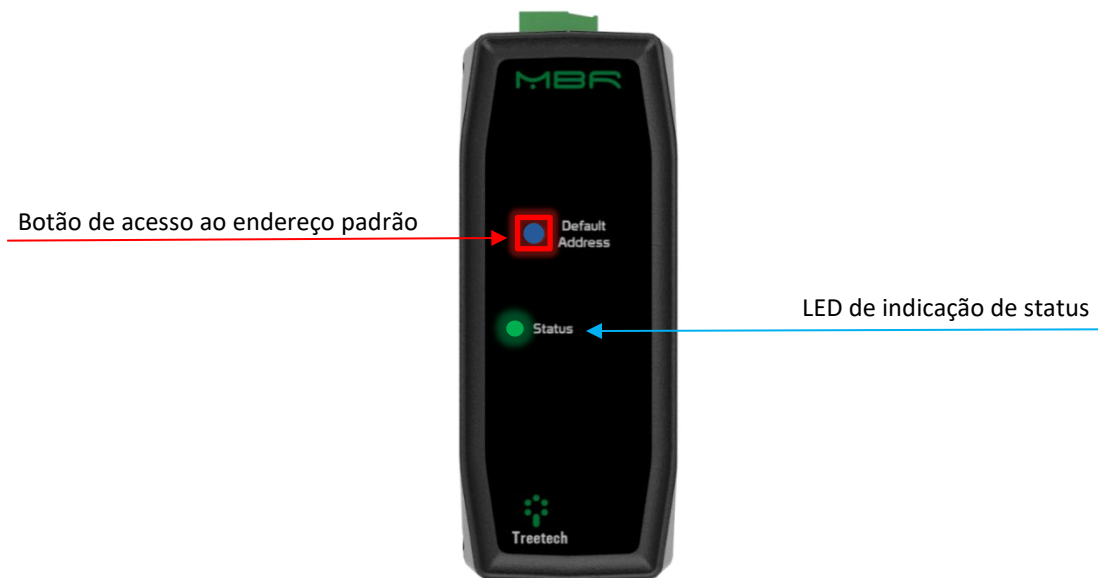 MBR
Botão de acesso ao endereço padrão
Default
Address
LED de indicação de status
Status
Treetech